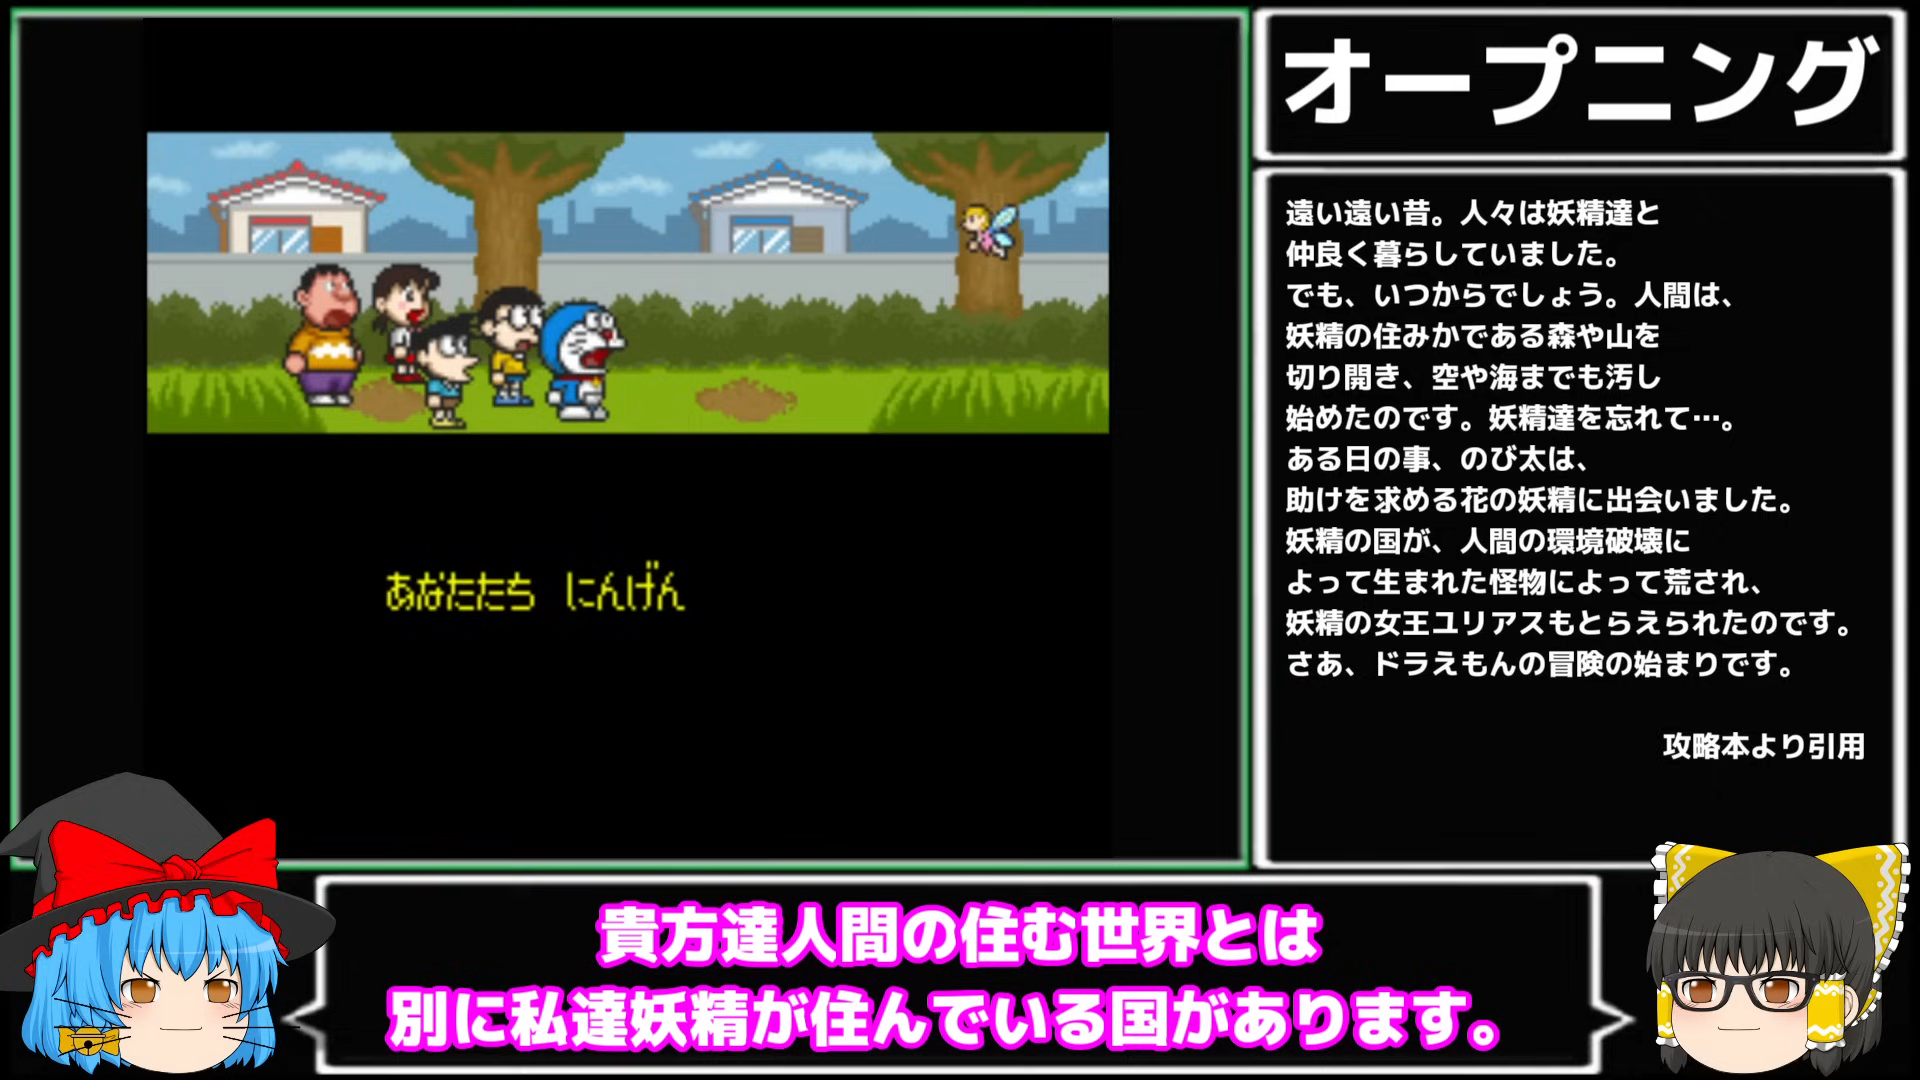 オープニング
遠い遠い昔。人々は妖精達と
仲良く暮らしていました。
でも、いつからでしょう。人間は、
妖精の住みかである森や山を
切り開き、空や海までも汚し
始めたのです。妖精達を忘れて…。
ある日の事、のび太は、
助けを求める花の妖精に出会いました。
妖精の国が、人間の環境破壊に
よって生まれた怪物によって荒され、
妖精の女王ユリアスもとらえられたのです。
さあ、ドラえもんの冒険の始まりです。
攻略本より引用
あなたたち にんげん
貴方達人間の住む世界とは
別に私達妖精が住んでいる国があります。